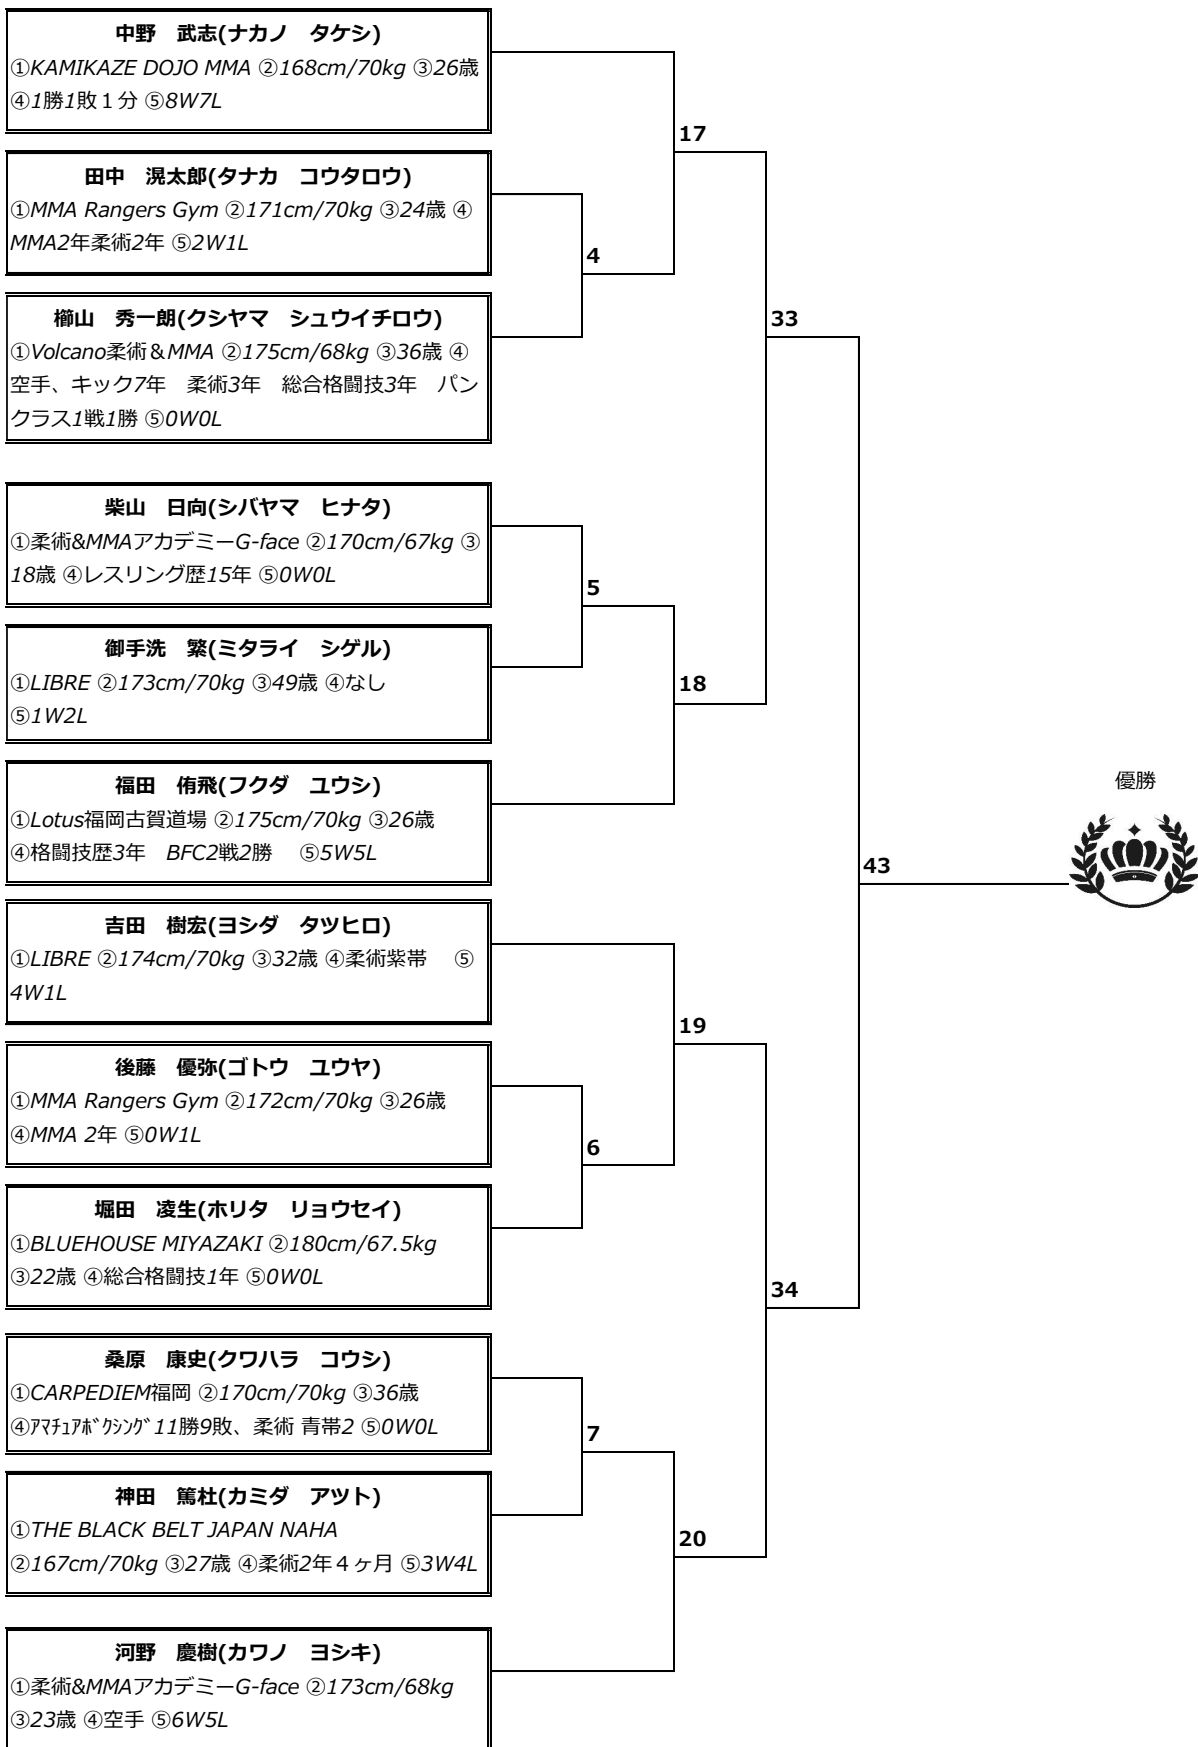 中野　武志(ナカノ　タケシ)
①KAMIKAZE DOJO MMA ②168cm/70kg ③26歳
④1勝1敗１分 ⑤8W7L
17
田中　滉太郎(タナカ　コウタロウ)
①MMA Rangers Gym ②171cm/70kg ③24歳 ④
MMA2年柔術2年 ⑤2W1L
4
櫛山　秀一朗(クシヤマ　シュウイチロウ)
①Volcano柔術＆MMA ②175cm/68kg ③36歳 ④
空手、キック7年　柔術3年　総合格闘技3年　パン
クラス1戦1勝 ⑤0W0L
33
柴山　日向(シバヤマ　ヒナタ)
①柔術&MMAアカデミーG-face ②170cm/67kg ③
18歳 ④レスリング歴15年 ⑤0W0L
5
御手洗　繁(ミタライ　シゲル)
①LIBRE ②173cm/70kg ③49歳 ④なし
⑤1W2L
18
福田　侑飛(フクダ　ユウシ)
①Lotus福岡古賀道場 ②175cm/70kg ③26歳
④格闘技歴3年　BFC2戦2勝　 ⑤5W5L
優勝
43
吉田　樹宏(ヨシダ　タツヒロ)
①LIBRE ②174cm/70kg ③32歳 ④柔術紫帯　 ⑤
4W1L
19
後藤　優弥(ゴトウ　ユウヤ)
①MMA Rangers Gym ②172cm/70kg ③26歳
④MMA 2年 ⑤0W1L
6
堀田　凌生(ホリタ　リョウセイ)
①BLUEHOUSE MIYAZAKI ②180cm/67.5kg
③22歳 ④総合格闘技1年 ⑤0W0L
34
桑原　康史(クワハラ　コウシ)
①CARPEDIEM福岡 ②170cm/70kg ③36歳
④ｱﾏﾁｭｱﾎﾞｸｼﾝｸﾞ11勝9敗、柔術 青帯2 ⑤0W0L
7
神田　篤杜(カミダ　アツト)
①THE BLACK BELT JAPAN NAHA
②167cm/70kg ③27歳 ④柔術2年４ヶ月 ⑤3W4L
20
河野　慶樹(カワノ　ヨシキ)
①柔術&MMAアカデミーG-face ②173cm/68kg
③23歳 ④空手 ⑤6W5L